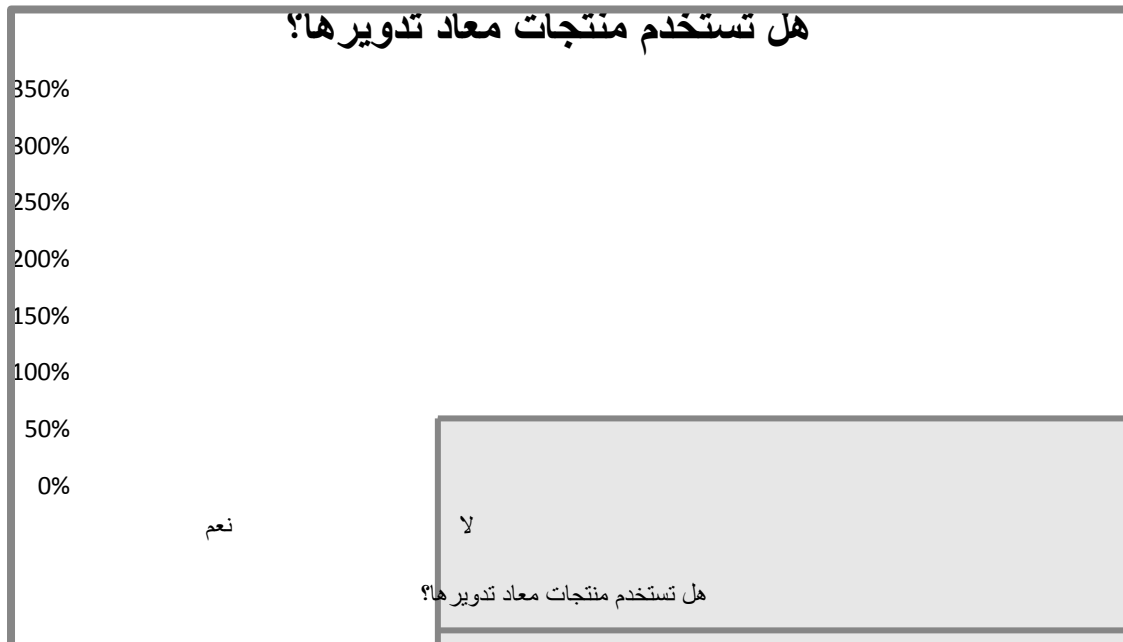 هل تستخدم منتجات معاد تدويرها؟
350%
300%
250%
200%
150%
100%
50%
0%
نعم لا
هل تستخدم منتجات معاد تدويرها؟